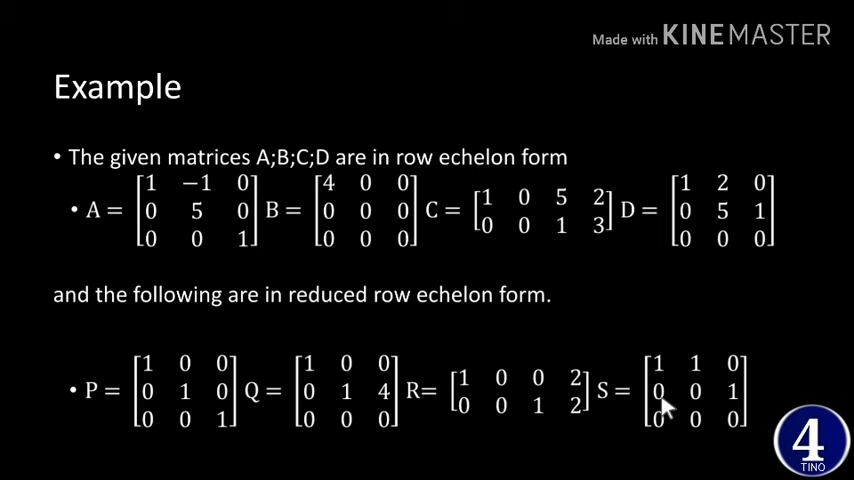 Made with KINEMASTER
Example
• The given matrices A;B;C;D are in row echelon form
• A = [1 −1 0; 0 5 0; 0 0 1] B = [4 0 0; 0 0 0; 0 0 0] C = [1 0 5 2; 0 0 1 3] D = [1 2 0; 0 5 1; 0 0 0]
and the following are in reduced row echelon form.
• P = [1 0 0; 0 1 0; 0 0 1] Q = [1 0 0; 0 1 4; 0 0 0] R= [1 0 0 2; 0 0 1 2] S = [1 1 0; 0 0 1; 0 0 0]
4
TINO